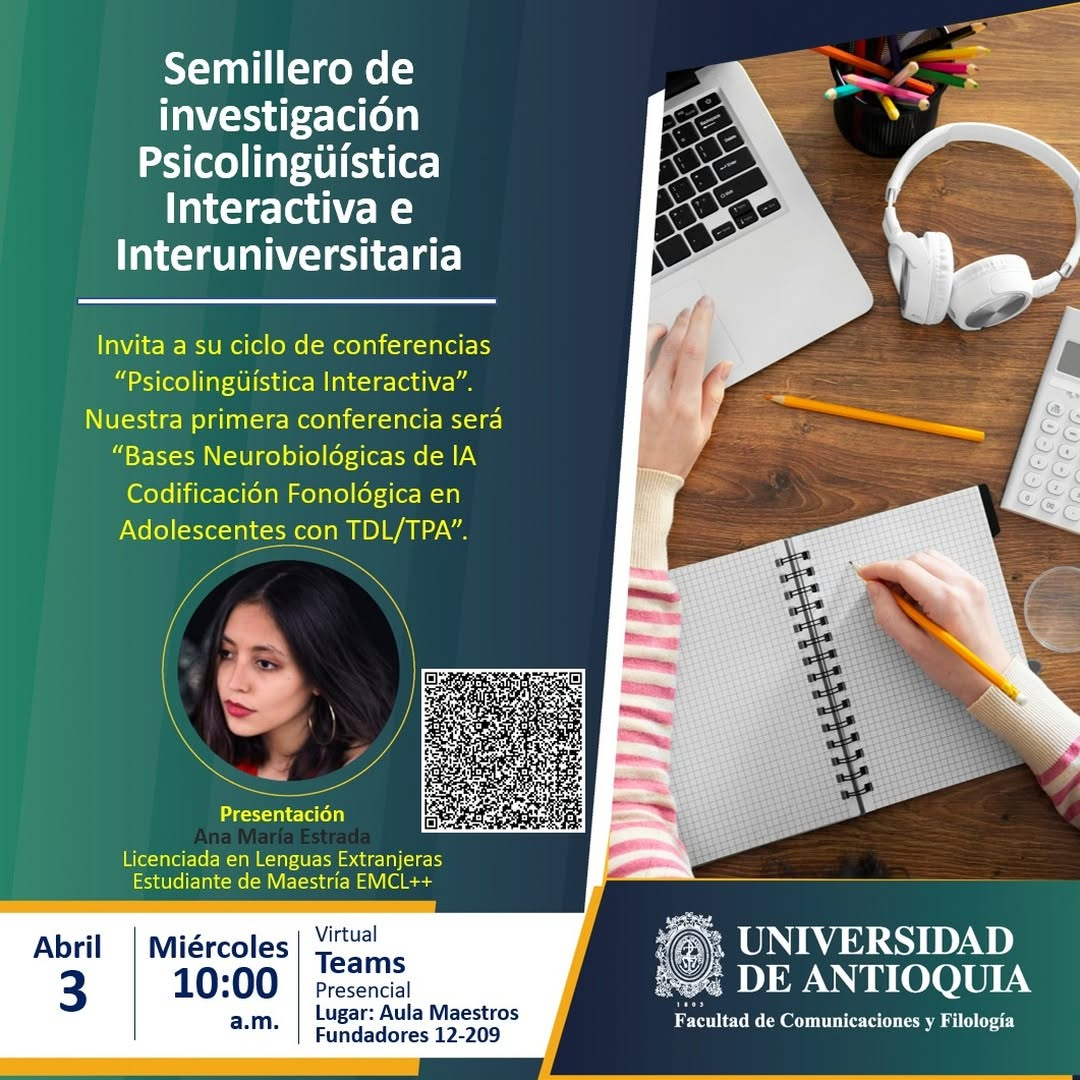 Semillero de
investigación
Psicolingüística
Interactiva e
Interuniversitaria
Invita a su ciclo de conferencias
“Psicolingüística Interactiva”.
Nuestra primera conferencia será
“Bases Neurobiológicas de lA
Codificación Fonológica en
Adolescentes con TDL/TPA”.
Presentación
Ana María Estrada
Licenciada en Lenguas Extranjeras
Estudiante de Maestría EMCL++
Abril
3
Miércoles
10:00
a.m.
Virtual
Teams
Presencial
Lugar: Aula Maestros
Fundadores 12-209
UNIVERSIDAD
DE ANTIOQUIA
1803
Facultad de Comunicaciones y Filología